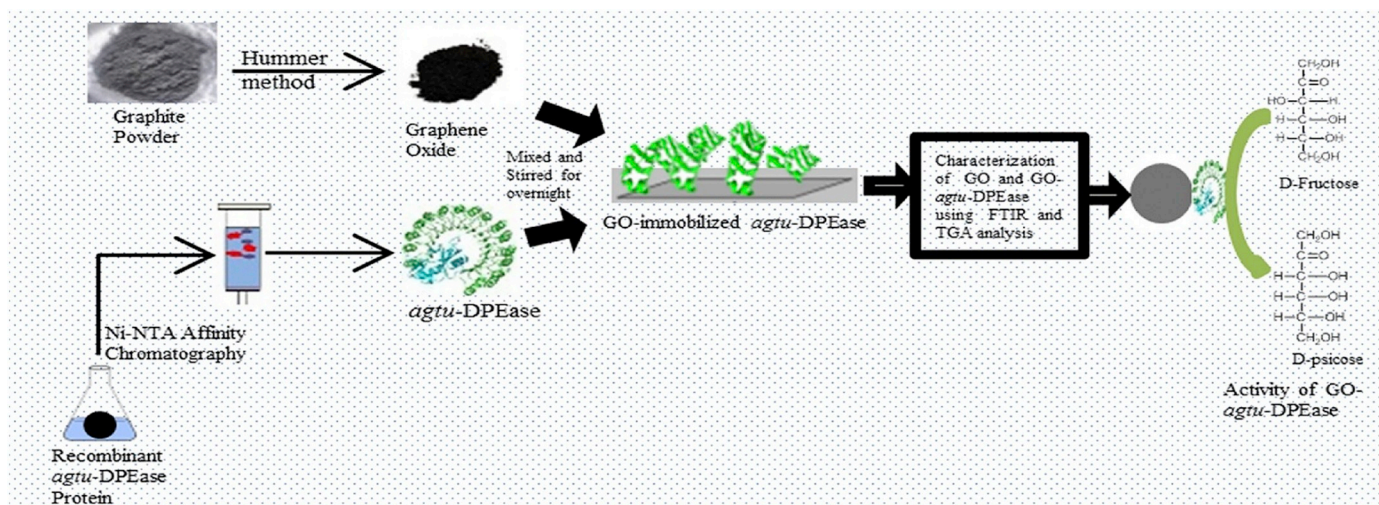 Hummer
method
Graphite
Powder
Graphene
Oxide
Mixed and
Stirred for
overnight
GO-immobilized agtu-DPEase
agtu-DPEase
Ni-NTA Affinity
Chromatography
Recombinant
agtu-DPEase
Protein
Characterization
of GO and GO-
agtu-DPEase
using FTIR and
TGA analysis
CH2OH
C=O
HO-C-H
H-C-OH
H-C-OH
CH2OH
D-Fructose
CH2OH
C=O
H-C-OH
H-C-OH
H-C-OH
CH2OH
D-psicose
Activity of GO-
agtu-DPEase